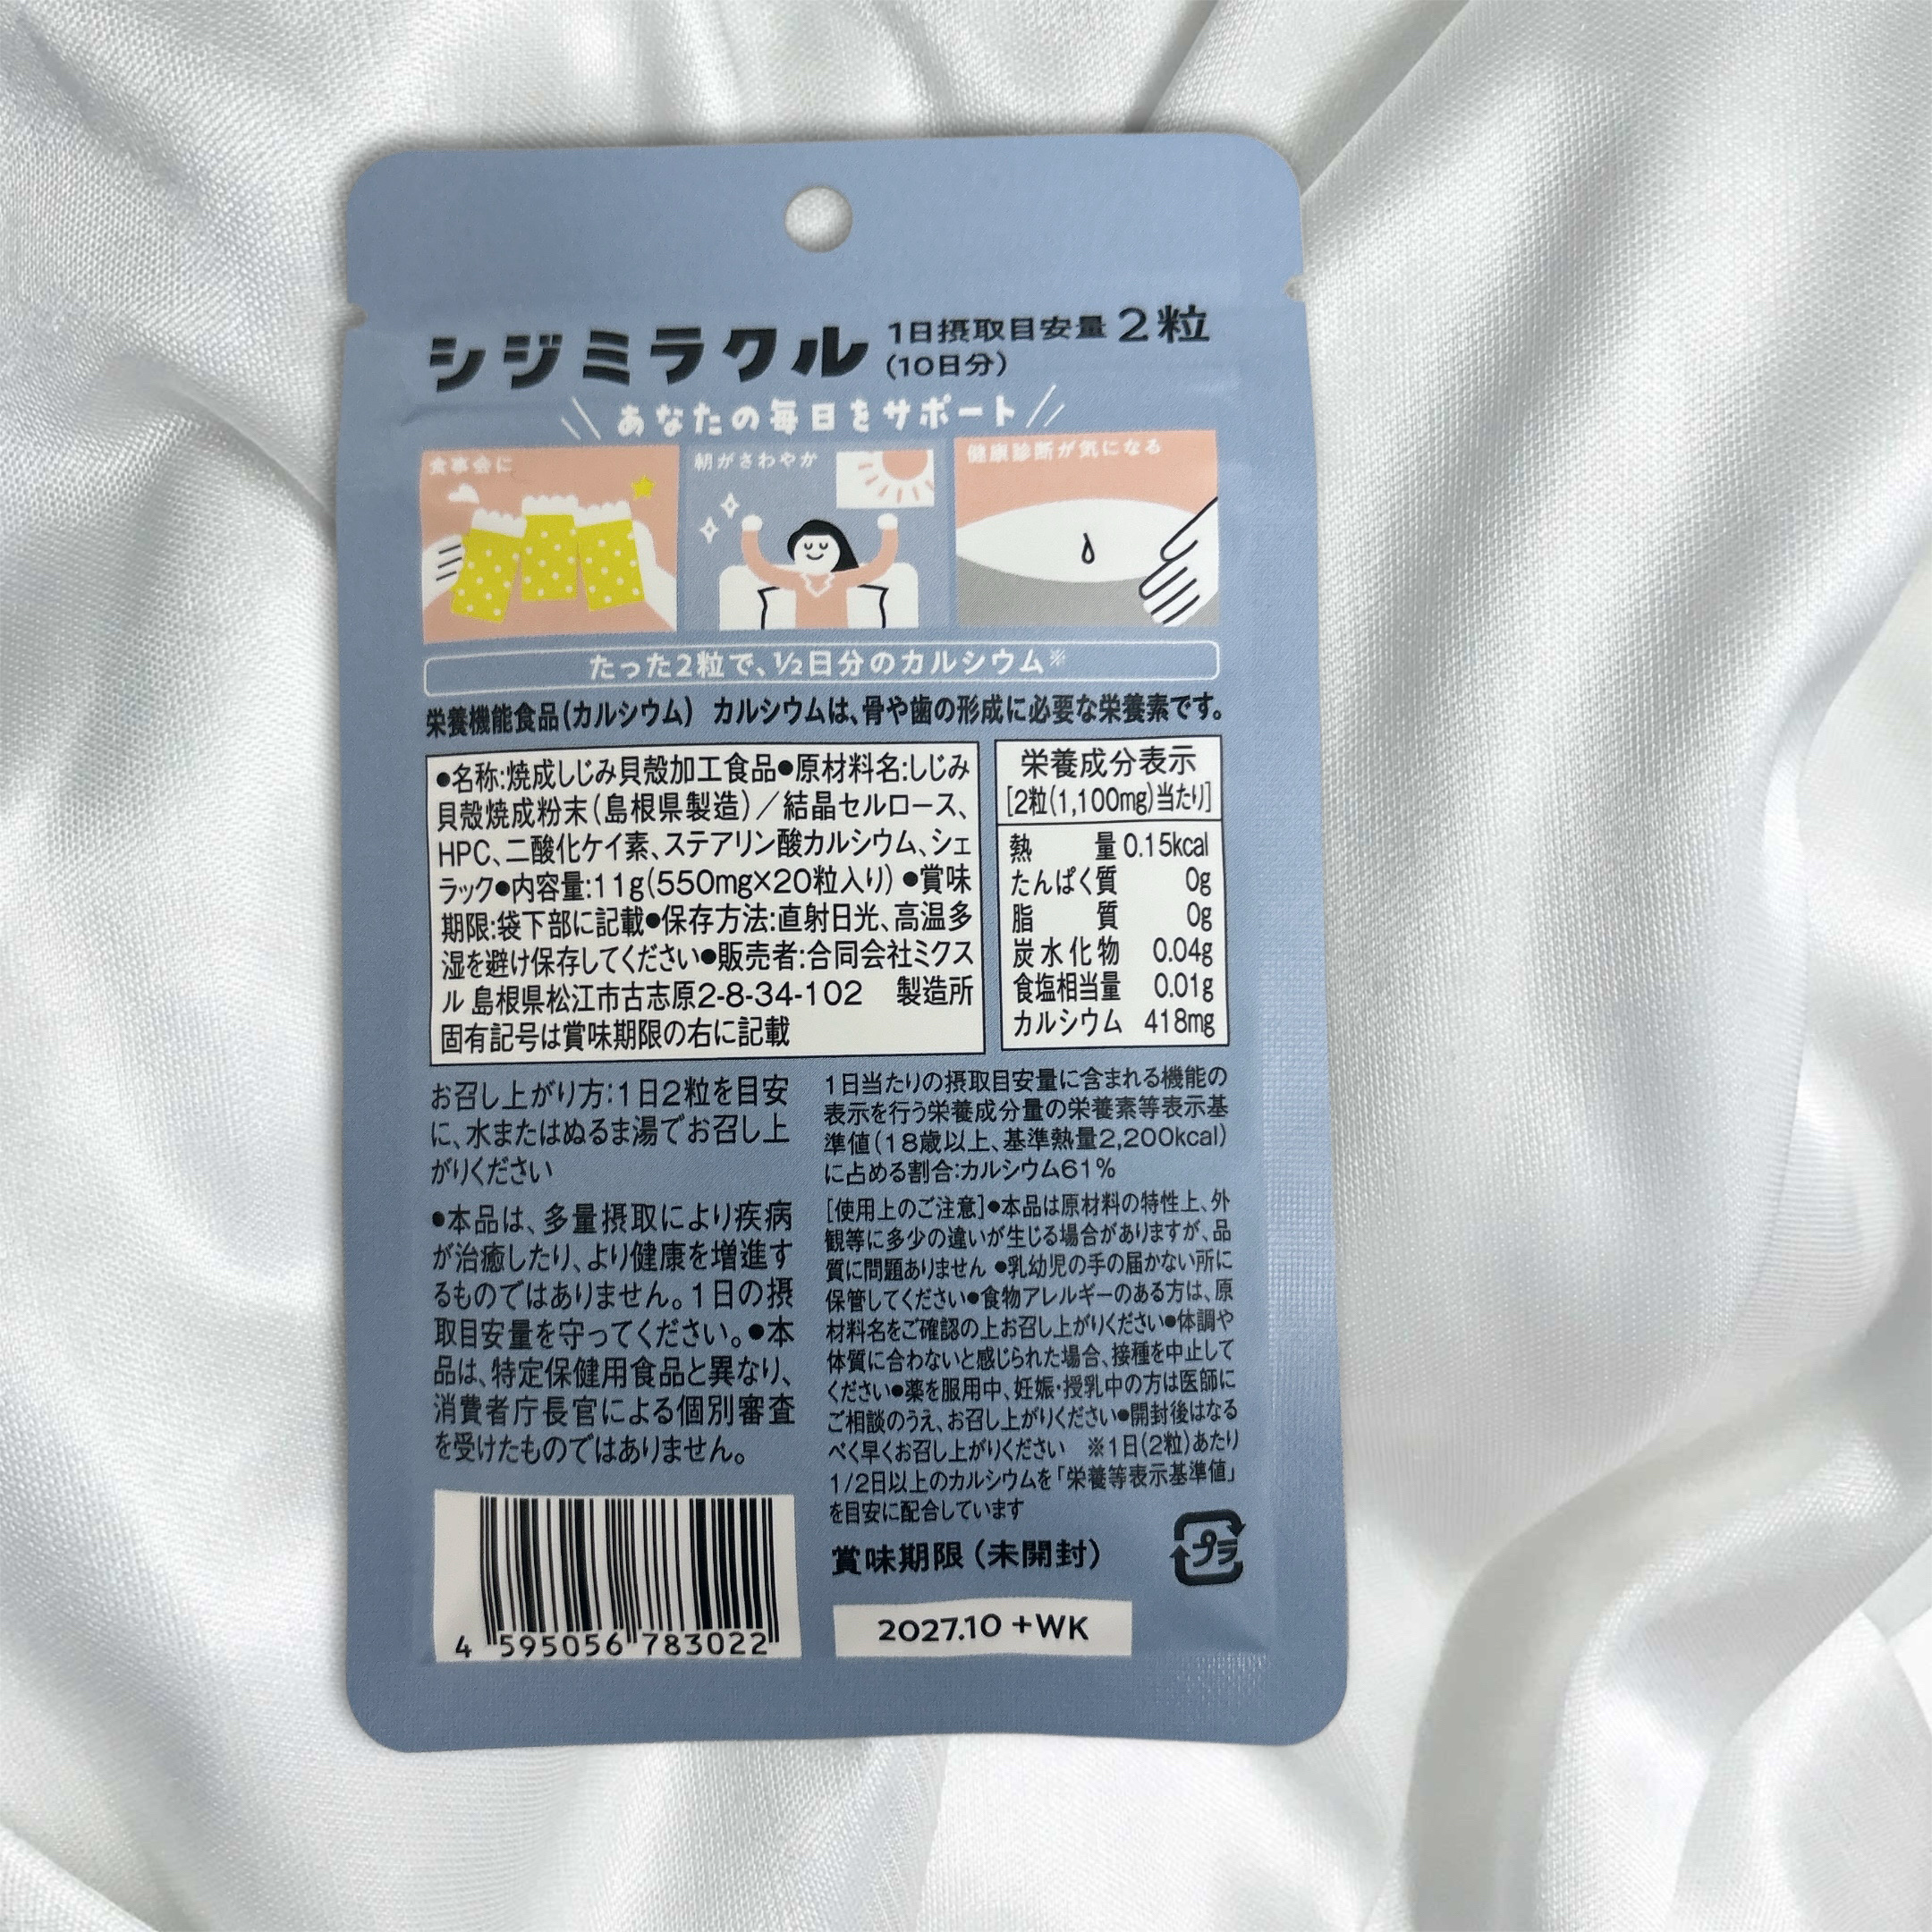 シジミラクル 1日摂取目安量2粒
(10日分)
あなたの毎日をサポート
食事会に
朝がさわやか
健康診断が気になる
たった2粒で、1/2日分のカルシウム※
栄養機能食品(カルシウム) カルシウムは、骨や歯の形成に必要な栄養素です。
●名称:焼成しじみ貝殻加工食品●原材料名:しじみ
貝殻焼成粉末(島根県製造)/結晶セルロース、
HPC、二酸化ケイ素、ステアリン酸カルシウム、シェ
ラック●内容量:11g(550mg×20粒入り)●賞味
期限:袋下部に記載●保存方法:直射日光、高温多
湿を避け保存してください●販売者:合同会社ミクス
ル 島根県松江市古志原2-8-34-102 製造所
固有記号は賞味期限の右に記載
栄養成分表示
[2粒(1,100mg)当たり]
熱量 0.15kcal
たんぱく質 0g
脂質 0g
炭水化物 0.04g
食塩相当量 0.01g
カルシウム 418mg
お召し上がり方:1日2粒を目安
に、水またはぬるま湯でお召し上
がりください
●本品は、多量摂取により疾病
が治癒したり、より健康を増進す
るものではありません。1日の摂
取目安量を守ってください。●本
品は、特定保健用食品と異なり、
消費者庁長官による個別審査
を受けたものではありません。
1日当たりの摂取目安量に含まれる機能の
表示を行う栄養成分量の栄養素等表示基
準値(18歳以上、基準熱量2,200kcal)
に占める割合:カルシウム61%
[使用上のご注意]●本品は原材料の特性上、外
観等に多少の違いが生じる場合がありますが、品
質に問題ありません ●乳幼児の手の届かない所に
保管してください●食物アレルギーのある方は、原
材料名をご確認の上お召し上がりください●体調や
体質に合わないと感じられた場合、接種を中止して
ください●薬を服用中、妊娠・授乳中の方は医師に
ご相談のうえ、お召し上がりください●開封後はなる
べく早くお召し上がりください ※1日(2粒)あたり
1/2日以上のカルシウムを「栄養等表示基準値」
を目安に配合しています
賞味期限(未開封)
プラ
2027.10 +WK
4 595056 783022